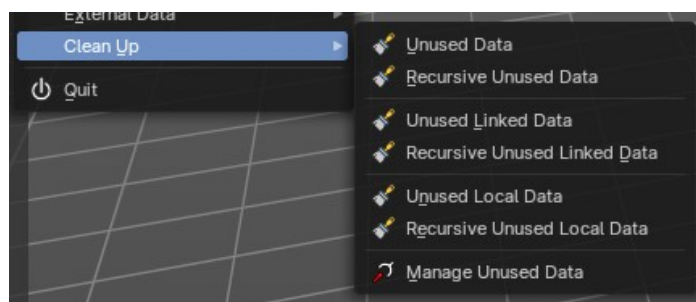 External Data
Clean Up
Quit
Unused Data
Recursive Unused Data
Unused Linked Data
Recursive Unused Linked Data
Unused Local Data
Recursive Unused Local Data
Manage Unused Data